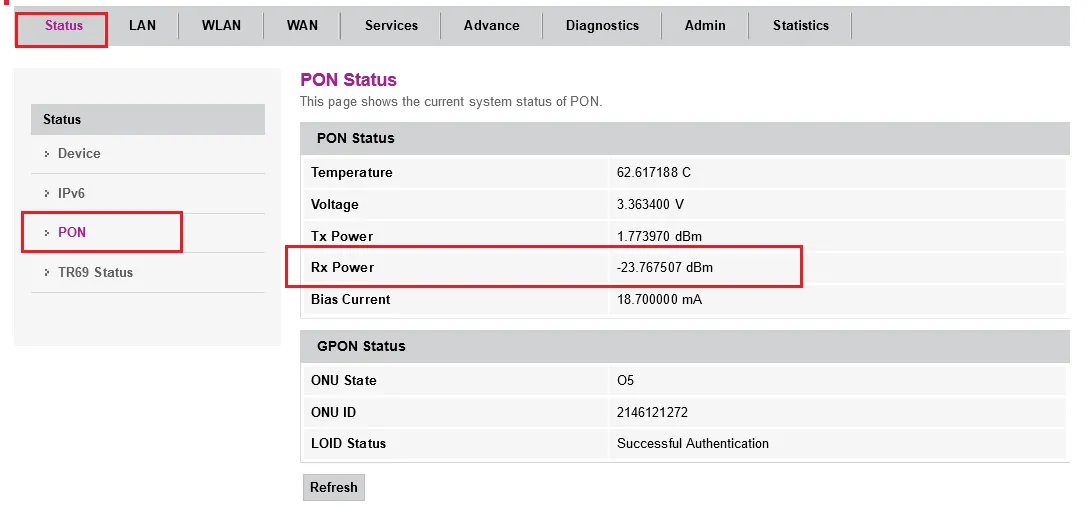 Status LAN WLAN WAN Services Advance Diagnostics Admin Statistics
Status
Device
IPv6
PON
TR69 Status
PON Status
This page shows the current system status of PON.
PON Status
Temperature 62.617188 C
Voltage 3.363400 V
Tx Power 1.773970 dBm
Rx Power -23.767507 dBm
Bias Current 18.700000 mA
GPON Status
ONU State O5
ONU ID 2146121272
LOID Status Successful Authentication
Refresh